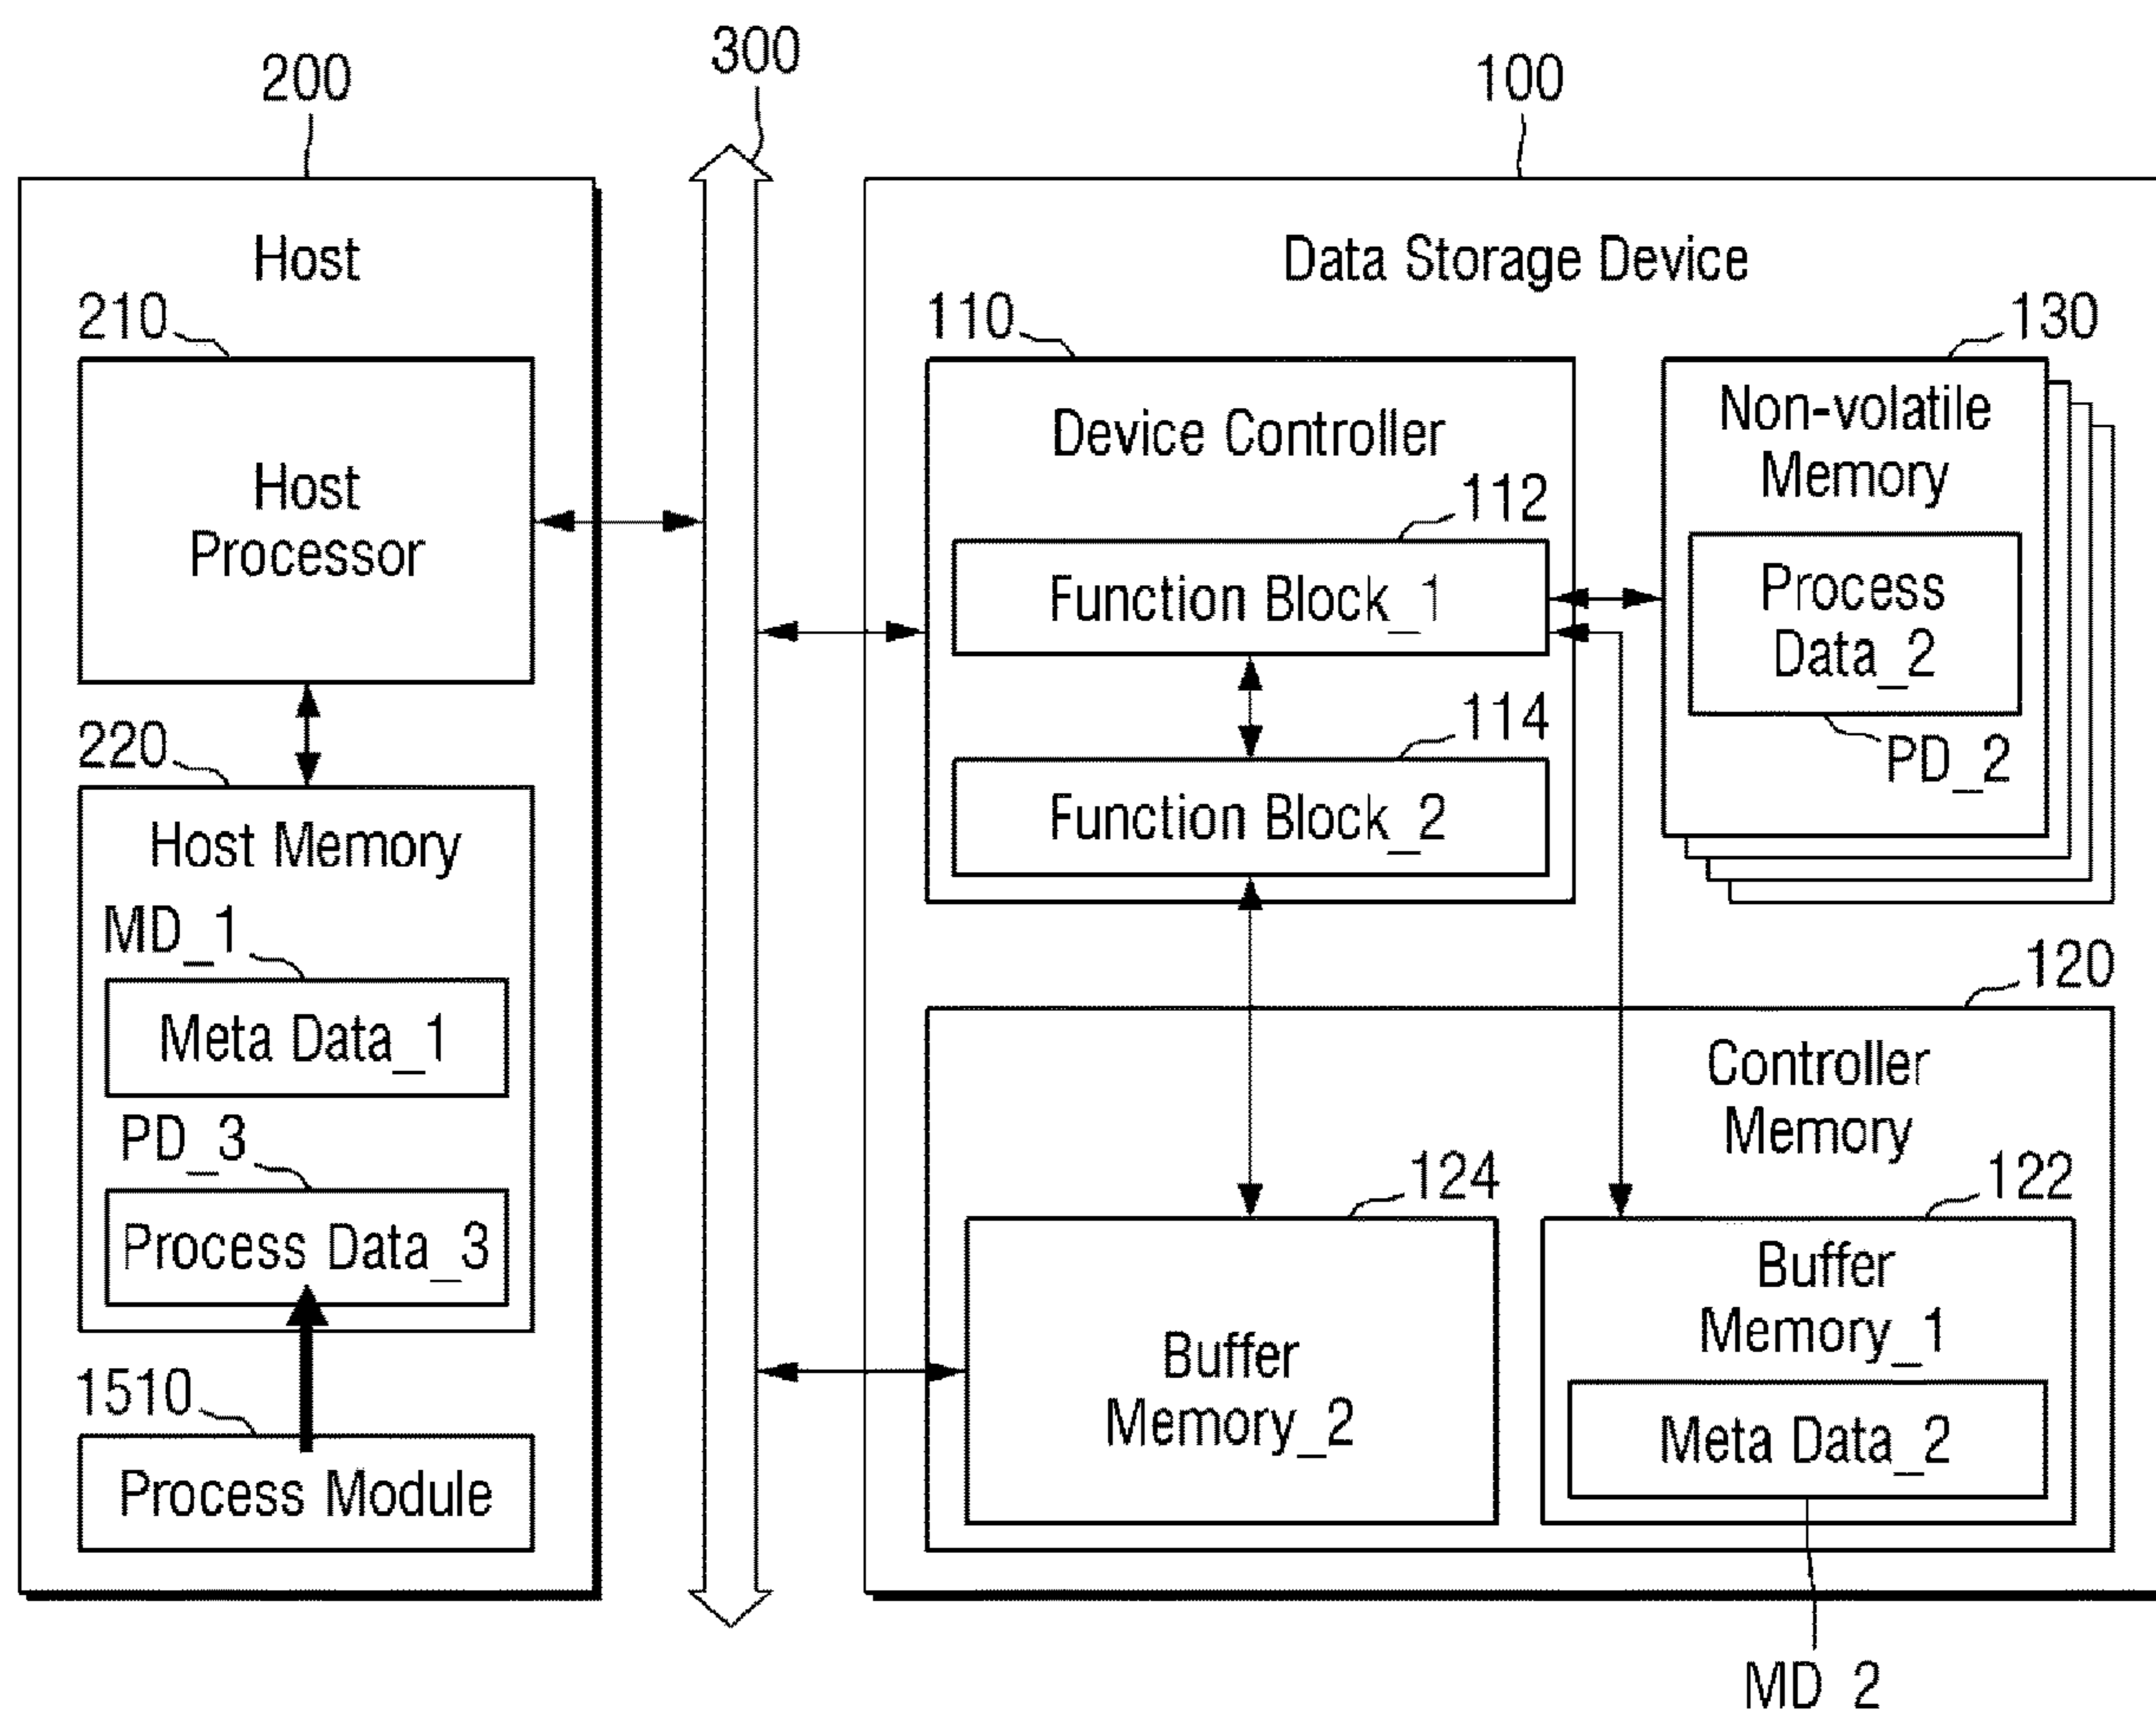 300
200
100
Host
Data Storage Device
210
110
130
Host
Processor
Device Controller
Non-volatile
Memory
112
Function Block_1
Process
Data_2
PD_2
114
Function Block_2
220
Host Memory
MD_1
Meta Data_1
PD_3
Process Data_3
1510
Process Module
120
Controller
Memory
124
Buffer
Memory_2
122
Buffer
Memory_1
Meta Data_2
MD_2